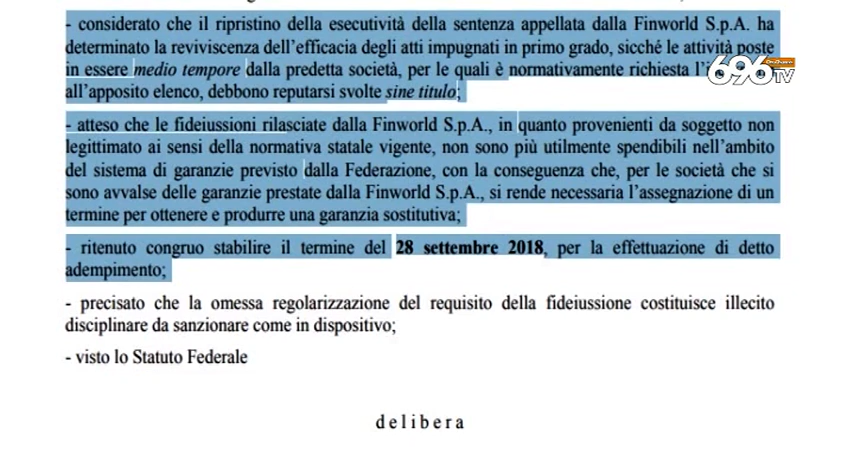 - considerato che il ripristino della esecutività della sentenza appellata dalla Finworld S.p.A. ha
determinato la reviviscenza dell'efficacia degli atti impugnati in primo grado, sicché le attività poste
in essere medio tempore dalla predetta società, per le quali è normativamente richiesta
all'apposito elenco, debbono reputarsi svolte sine titulo;
- atteso che le fideiussioni rilasciate dalla Finworld S.p.A., in quanto provenienti da soggetto non
legittimato ai sensi della normativa statale vigente, non sono più utilmente spendibili nell'ambito
del sistema di garanzie previsto dalla Federazione, con la conseguenza che, per le società che si
sono avvalse delle garanzie prestate dalla Finworld S.p.A., si rende necessaria l'assegnazione di un
termine per ottenere e produrre una garanzia sostitutiva;
- ritenuto congruo stabilire il termine del 28 settembre 2018, per la effettuazione di detto
adempimento;
- precisato che la omessa regolarizzazione del requisito della fideiussione costituisce illecito
disciplinare da sanzionare come in dispositivo;
- visto lo Statuto Federale
d e l i b e r a
696
TV